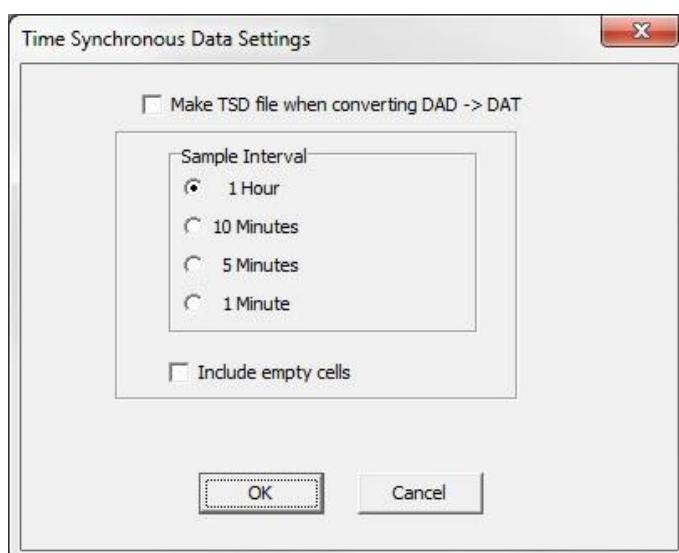 Time Synchronous Data Settings
Make TSD file when converting DAD -> DAT
Sample Interval
1 Hour
10 Minutes
5 Minutes
1 Minute
Include empty cells
OK Cancel